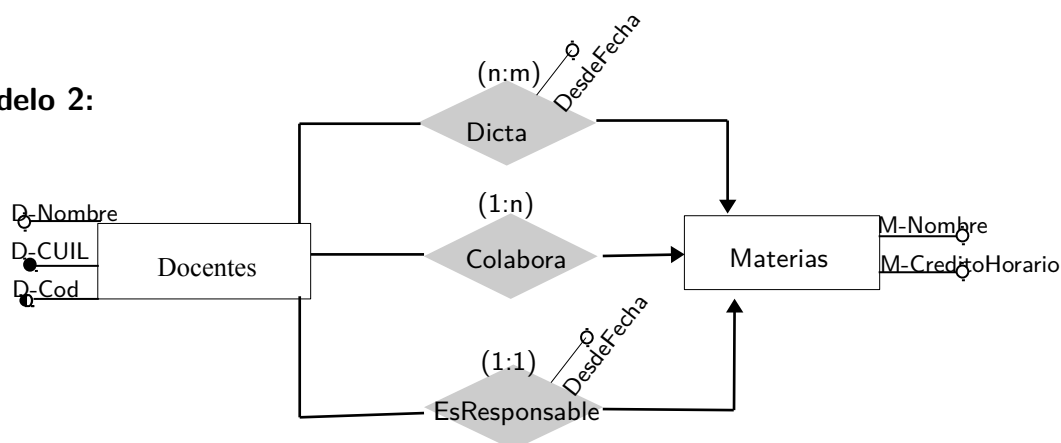 (n:m)
DesdeFecha
delo 2:
Dicta
D-Nombre
(1:n)
M-Nombre
D-CUIL
Docentes
Colabora
Materias
M-CreditoHorario
D-Cod
(1:1)
DesdeFecha
EsResponsable